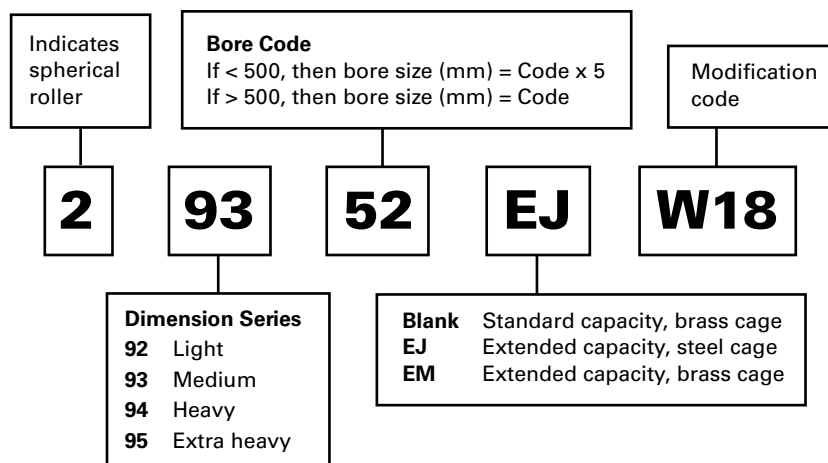 Indicates
spherical
roller
Bore Code
If < 500, then bore size (mm) = Code x 5
If > 500, then bore size (mm) = Code
Modification
code
2 93 52 EJ W18
Dimension Series
92 Light
93 Medium
94 Heavy
95 Extra heavy
Blank Standard capacity, brass cage
EJ Extended capacity, steel cage
EM Extended capacity, brass cage